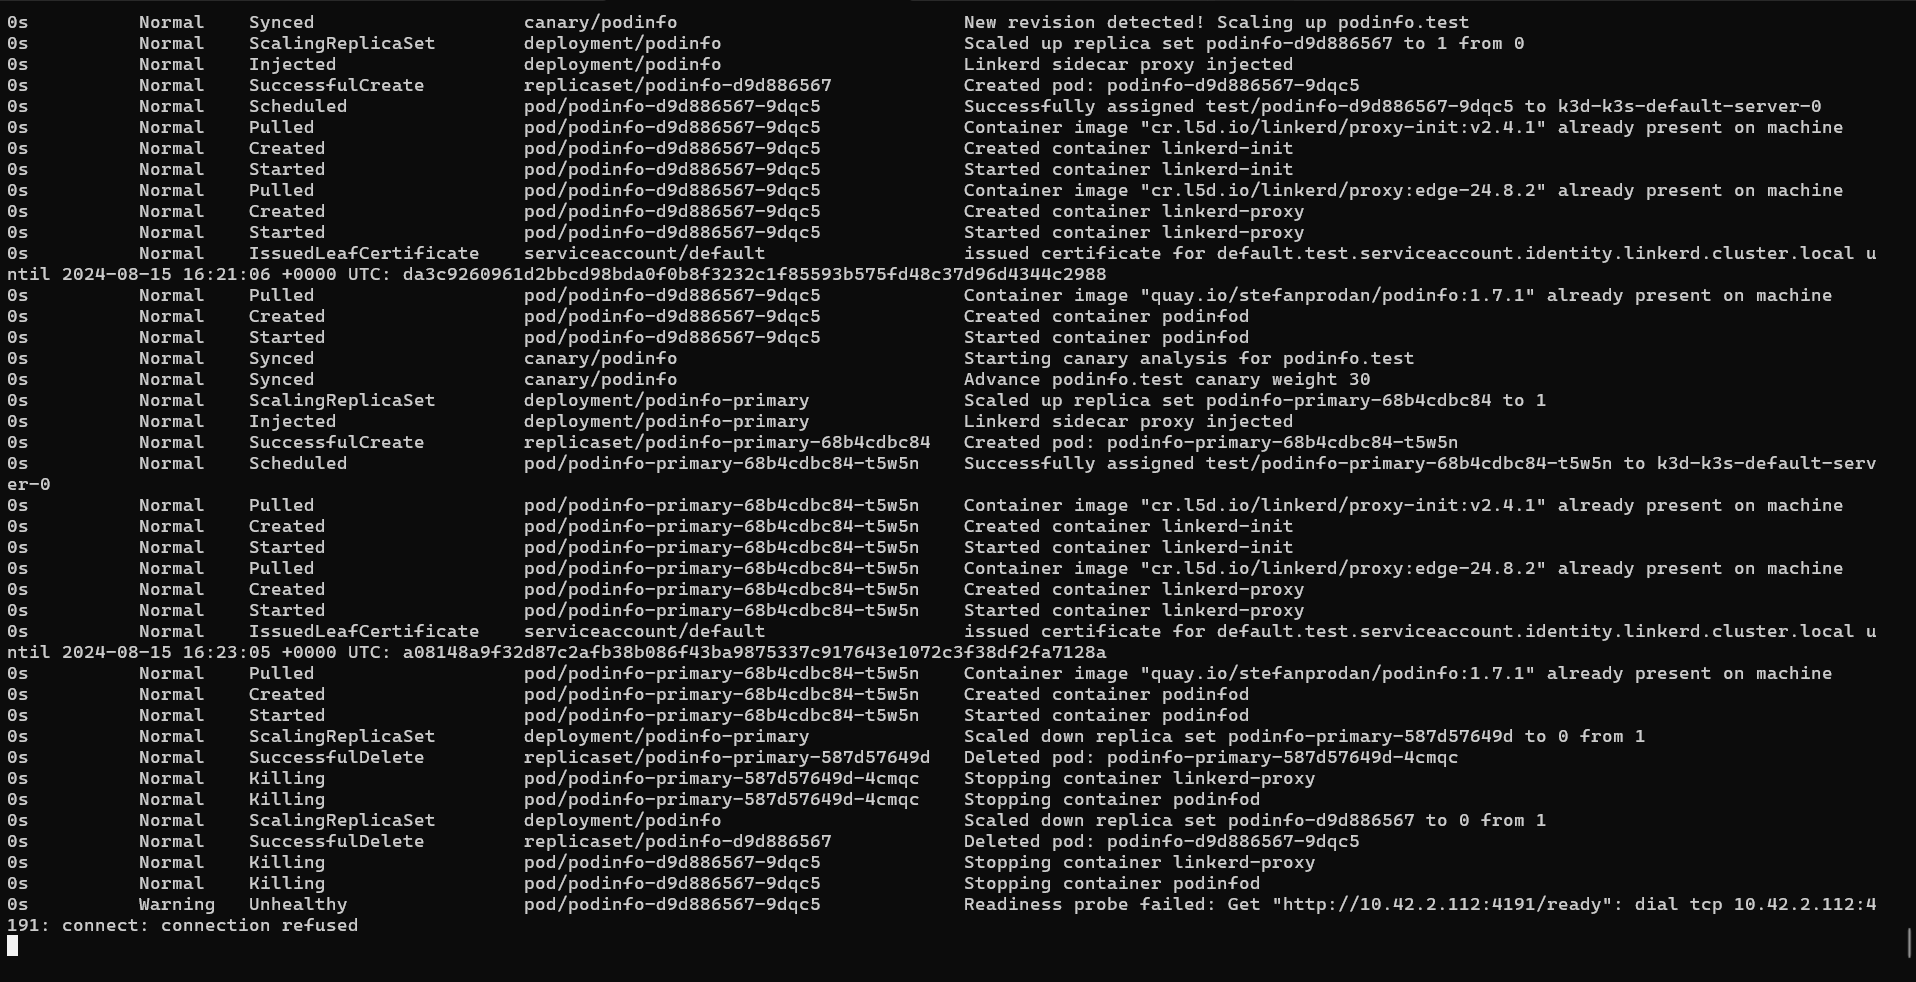 0s          Normal    Synced                   canary/podinfo                          New revision detected! Scaling up podinfo.test
0s          Normal    ScalingReplicaSet        deployment/podinfo                      Scaled up replica set podinfo-d9d886567 to 1 from 0
0s          Normal    Injected                 deployment/podinfo                      Linkerd sidecar proxy injected
0s          Normal    SuccessfulCreate         replicaset/podinfo-d9d886567            Created pod: podinfo-d9d886567-9dqc5
0s          Normal    Scheduled                pod/podinfo-d9d886567-9dqc5             Successfully assigned test/podinfo-d9d886567-9dqc5 to k3d-k3s-default-server-0
0s          Normal    Pulled                   pod/podinfo-d9d886567-9dqc5             Container image "cr.l5d.io/linkerd/proxy-init:v2.4.1" already present on machine
0s          Normal    Created                  pod/podinfo-d9d886567-9dqc5             Created container linkerd-init
0s          Normal    Started                  pod/podinfo-d9d886567-9dqc5             Started container linkerd-init
0s          Normal    Pulled                   pod/podinfo-d9d886567-9dqc5             Container image "cr.l5d.io/linkerd/proxy:edge-24.8.2" already present on machine
0s          Normal    Created                  pod/podinfo-d9d886567-9dqc5             Created container linkerd-proxy
0s          Normal    Started                  pod/podinfo-d9d886567-9dqc5             Started container linkerd-proxy
0s          Normal    IssuedLeafCertificate    serviceaccount/default                  issued certificate for default.test.serviceaccount.identity.linkerd.cluster.local u
ntil 2024-08-15 16:21:06 +0000 UTC: da3c9260961d2bbcd98bda0f0b8f3232c1f85593b575fd48c37d96d4344c2988
0s          Normal    Pulled                   pod/podinfo-d9d886567-9dqc5             Container image "quay.io/stefanprodan/podinfo:1.7.1" already present on machine
0s          Normal    Created                  pod/podinfo-d9d886567-9dqc5             Created container podinfod
0s          Normal    Started                  pod/podinfo-d9d886567-9dqc5             Started container podinfod
0s          Normal    Synced                   canary/podinfo                          Starting canary analysis for podinfo.test
0s          Normal    Synced                   canary/podinfo                          Advance podinfo.test canary weight 30
0s          Normal    ScalingReplicaSet        deployment/podinfo-primary              Scaled up replica set podinfo-primary-68b4cdbc84 to 1
0s          Normal    Injected                 deployment/podinfo-primary              Linkerd sidecar proxy injected
0s          Normal    SuccessfulCreate         replicaset/podinfo-primary-68b4cdbc84   Created pod: podinfo-primary-68b4cdbc84-t5w5n
0s          Normal    Scheduled                pod/podinfo-primary-68b4cdbc84-t5w5n    Successfully assigned test/podinfo-primary-68b4cdbc84-t5w5n to k3d-k3s-default-serv
er-0
0s          Normal    Pulled                   pod/podinfo-primary-68b4cdbc84-t5w5n    Container image "cr.l5d.io/linkerd/proxy-init:v2.4.1" already present on machine
0s          Normal    Created                  pod/podinfo-primary-68b4cdbc84-t5w5n    Created container linkerd-init
0s          Normal    Started                  pod/podinfo-primary-68b4cdbc84-t5w5n    Started container linkerd-init
0s          Normal    Pulled                   pod/podinfo-primary-68b4cdbc84-t5w5n    Container image "cr.l5d.io/linkerd/proxy:edge-24.8.2" already present on machine
0s          Normal    Created                  pod/podinfo-primary-68b4cdbc84-t5w5n    Created container linkerd-proxy
0s          Normal    Started                  pod/podinfo-primary-68b4cdbc84-t5w5n    Started container linkerd-proxy
0s          Normal    IssuedLeafCertificate    serviceaccount/default                  issued certificate for default.test.serviceaccount.identity.linkerd.cluster.local u
ntil 2024-08-15 16:23:05 +0000 UTC: a08148a9f32d87c2afb38b086f43ba9875337c917643e1072c3f38df2fa7128a
0s          Normal    Pulled                   pod/podinfo-primary-68b4cdbc84-t5w5n    Container image "quay.io/stefanprodan/podinfo:1.7.1" already present on machine
0s          Normal    Created                  pod/podinfo-primary-68b4cdbc84-t5w5n    Created container podinfod
0s          Normal    Started                  pod/podinfo-primary-68b4cdbc84-t5w5n    Started container podinfod
0s          Normal    ScalingReplicaSet        deployment/podinfo-primary              Scaled down replica set podinfo-primary-587d57649d to 0 from 1
0s          Normal    SuccessfulDelete         replicaset/podinfo-primary-587d57649d   Deleted pod: podinfo-primary-587d57649d-4cmqc
0s          Normal    Killing                  pod/podinfo-primary-587d57649d-4cmqc    Stopping container linkerd-proxy
0s          Normal    Killing                  pod/podinfo-primary-587d57649d-4cmqc    Stopping container podinfod
0s          Normal    ScalingReplicaSet        deployment/podinfo                      Scaled down replica set podinfo-d9d886567 to 0 from 1
0s          Normal    SuccessfulDelete         replicaset/podinfo-d9d886567            Deleted pod: podinfo-d9d886567-9dqc5
0s          Normal    Killing                  pod/podinfo-d9d886567-9dqc5             Stopping container linkerd-proxy
0s          Normal    Killing                  pod/podinfo-d9d886567-9dqc5             Stopping container podinfod
0s          Warning   Unhealthy                pod/podinfo-d9d886567-9dqc5             Readiness probe failed: Get "http://10.42.2.112:4191/ready": dial tcp 10.42.2.112:4
191: connect: connection refused